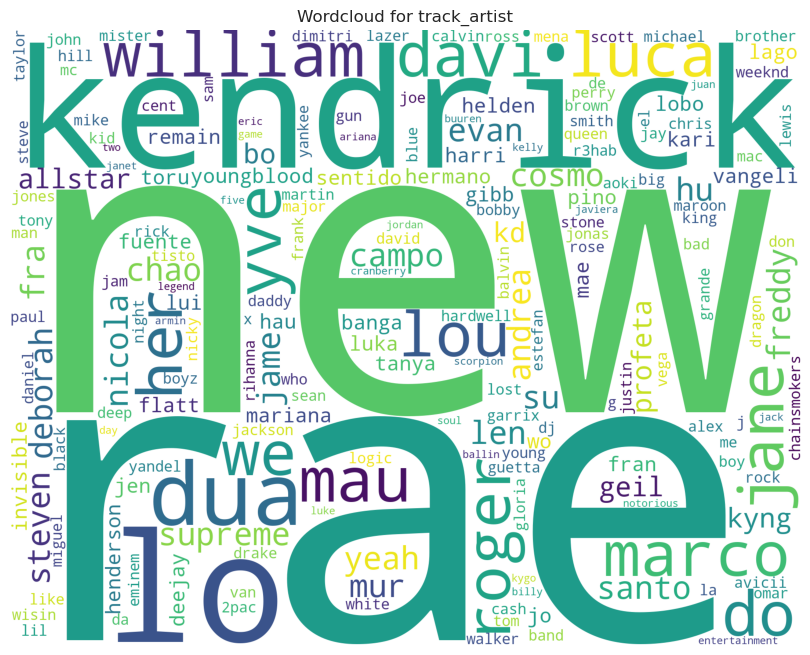 Wordcloud for track_artist
taylor
john
mister
dimitri
lazer
calvinross
mena
scott
michael
brother
hill
mc
william
davi
luca
lago
weeknd
steve
kendrick
mike
cent
sam
eric
gun
joe
helden
de
perry
brown
lobo
juan
kid
two
remain
game
yankee
blue
buuren
evan
smith
queen
el
jay
chris
lewis
janet
bo
ariana
harri
kelly
r3hab
kari
mac
allstar
toru
youngblood
sentido
hermano
cosmo
aoki
big
hu
vangeli
jones
five
martin
major
gibb
pino
javiera
maroon
king
tony
man
rick
fuente
tisto
yve
frank
jordan
david
bobby
kd
stone
jonas
rose
bad
don
fra
chao
jam
legend
campo
cranberry
balvin
andrea
mae
grande
dragon
freddy
new
paul
nicola
night
her
armin
lui
daddy
x
hau
banga
hardwell
estefan
nicky
luka
lou
profeta
vega
daniel
deborah
boyz
jame
rihanna
who
tanya
scorpion
justin
jane
chainsmokers
flatt
mariana
sean
lost
su
g
deep
day
jackson
soul
garrix
dj
alex
j
jack
invisible
steven
black
we
logic
ballin
len
wo
young
guetta
me
boy
rock
miguel
yandel
jen
dua
mau
roger
gloria
fran
geil
notorious
kyng
henderson
eminem
supreme
drake
luke
rae
marco
like
wisin
deejay
van
2pac
lo
yeah
mur
white
kygo
billy
santo
la
avicii
omar
lil
da
cash
tom
jo
band
walker
do
entertainment